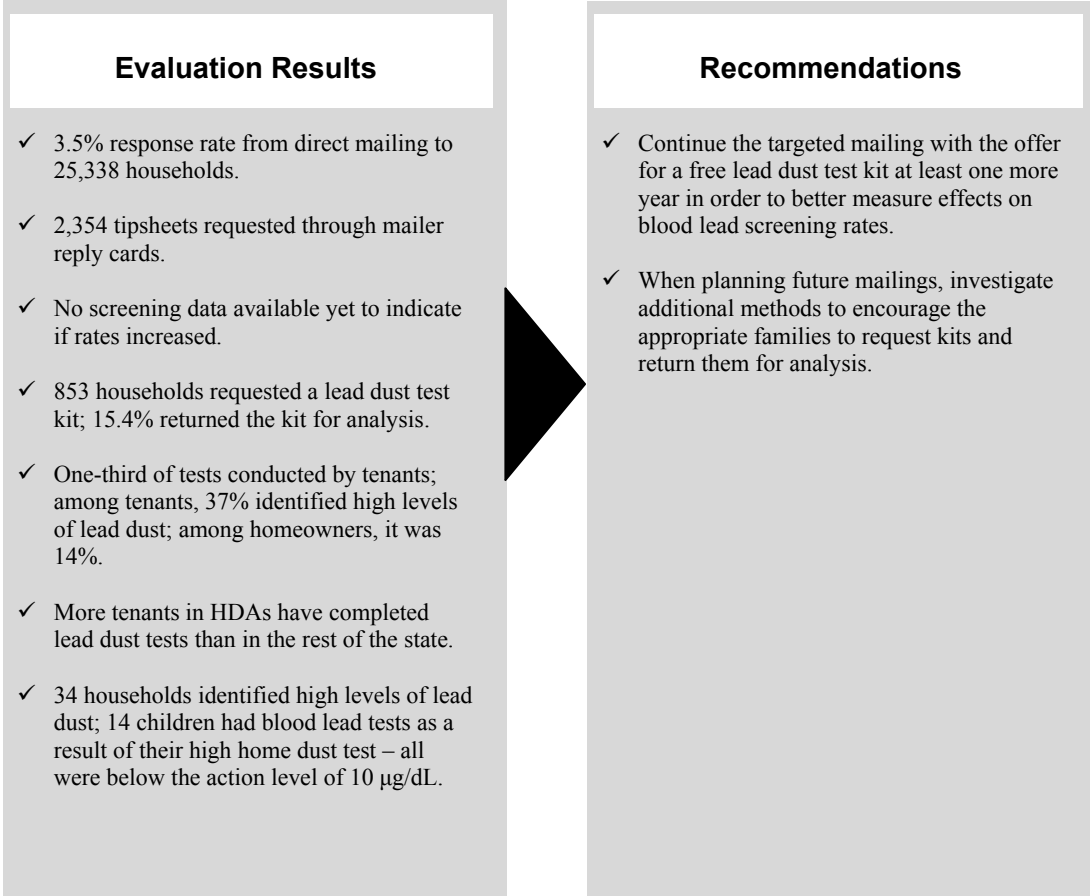 Evaluation Results
✓ 3.5% response rate from direct mailing to
25,338 households.
✓ 2,354 tipsheets requested through mailer
reply cards.
✓ No screening data available yet to indicate
if rates increased.
✓ 853 households requested a lead dust test
kit; 15.4% returned the kit for analysis.
✓ One-third of tests conducted by tenants;
among tenants, 37% identified high levels
of lead dust; among homeowners, it was
14%.
✓ More tenants in HDAs have completed
lead dust tests than in the rest of the state.
✓ 34 households identified high levels of lead
dust; 14 children had blood lead tests as a
result of their high home dust test – all
were below the action level of 10 μg/dL.
Recommendations
✓ Continue the targeted mailing with the offer
for a free lead dust test kit at least one more
year in order to better measure effects on
blood lead screening rates.
✓ When planning future mailings, investigate
additional methods to encourage the
appropriate families to request kits and
return them for analysis.